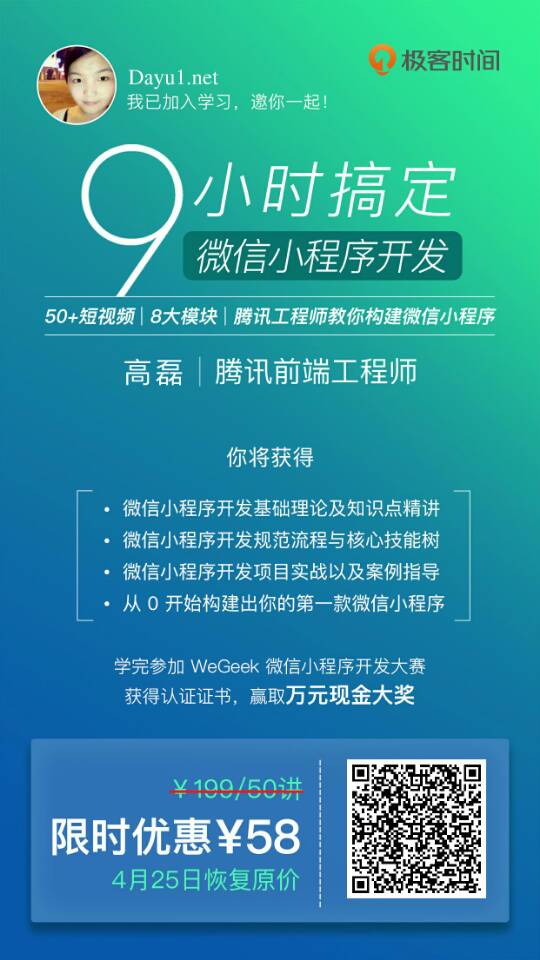 极客时间
Dayu1.net
我已加入学习，邀你一起！
9小时搞定
微信小程序开发
50+短视频｜8大模块｜腾讯工程师教你构建微信小程序
高磊｜腾讯前端工程师
你将获得
• 微信小程序开发基础理论及知识点精讲
• 微信小程序开发规范流程与核心技能树
• 微信小程序开发项目实战以及案例指导
• 从 0 开始构建出你的第一款微信小程序
学完参加 WeGeek 微信小程序开发大赛
获得认证证书，赢取万元现金大奖
¥199/50讲
限时优惠¥58
4月25日恢复原价